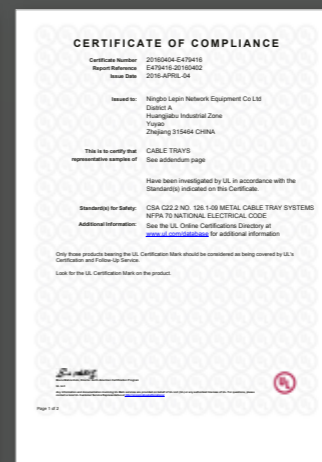 CERTIFICATE OF COMPLIANCE
Certificate Number 20160404-E479416
Report Reference E479416-20160402
Issue Date 2016-APRIL-04
Issued to: Ningbo Lepin Network Equipment Co Ltd
District A
Huangjiabu Industrial Zone
Yuyao
Zhejiang 315464 CHINA
This is to certify that CABLE TRAYS
representative samples of See addendum page
Have been investigated by UL in accordance with the
Standard(s) indicated on this Certificate.
Standard(s) for Safety: CSA C22.2 NO. 126.1-09 METAL CABLE TRAY SYSTEMS
NFPA 70 NATIONAL ELECTRICAL CODE
Additional Information: See the UL Online Certifications Directory at
www.ul.com/database for additional information
Only those products bearing the UL Certification Mark should be considered as being covered by UL's
Certification and Follow-Up Service.
Look for the UL Certification Mark on the product.
UL
Page 1 of 2